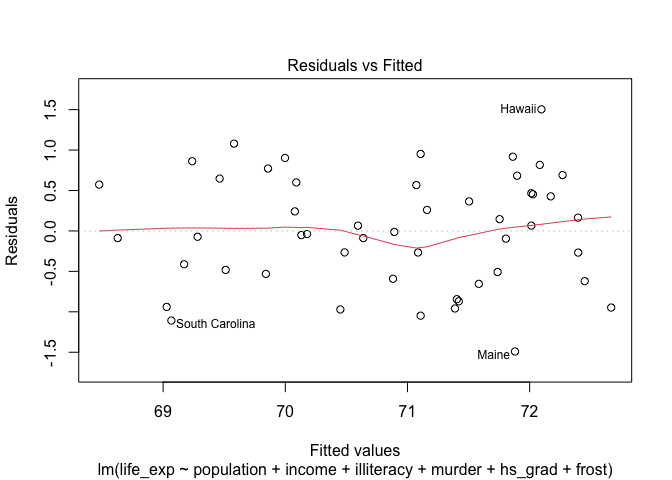 Residuals vs Fitted
Residuals
1.5
1.0
0.5
0.0
-0.5
-1.5
Hawaii
South Carolina
Maine
69 70 71 72
Fitted values
lm(life_exp ~ population + income + illiteracy + murder + hs_grad + frost)